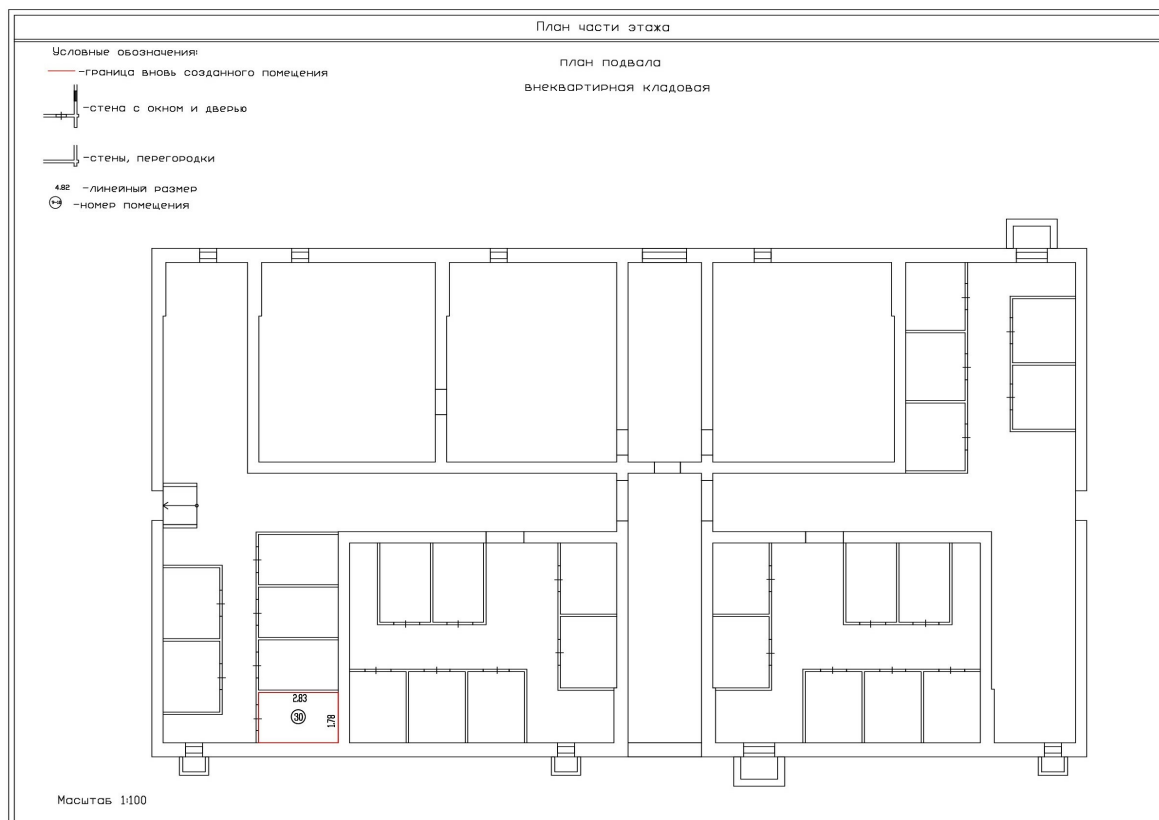 План части этажа
Условные обозначения:
-граница вновь созданного помещения
-стена с окном и дверью
-стены, перегородки
4.82 -линейный размер
-номер помещения
план подвала
внеквартирная кладовая
2.83
30
1.78
Масштаб 1:100